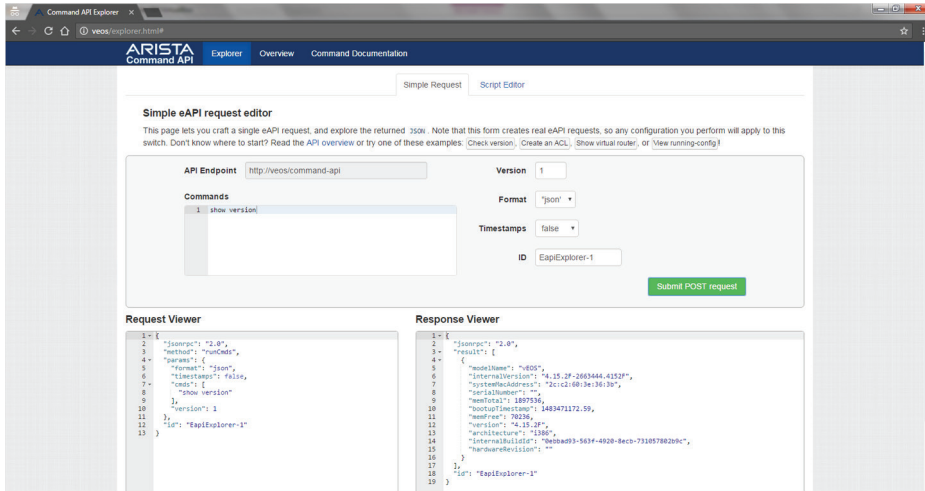 Command API Explorer
veos/explorer.html#
ARISTA
Command API
Explorer Overview Command Documentation
Simple Request Script Editor
Simple eAPI request editor
This page lets you craft a single eAPI request, and explore the returned JSON. Note that this form creates real eAPI requests, so any configuration you perform will apply to this
switch. Don't know where to start? Read the API overview or try one of these examples: Check version, Create an ACL, Show virtual router, or View running-config!
API Endpoint http://veos/command-api
Version 1
Commands
1 show version
Format "json"
Timestamps false
ID EapiExplorer-1
Submit POST request
Request Viewer
1 {
2 "jsonrpc": "2.0",
3 "method": "runCmds",
4 "params": {
5 "format": "json",
6 "timestamps": false,
7 "cmds": [
8 "show version"
9 ],
10 "version": 1
11 },
12 "id": "EapiExplorer-1"
13 }
Response Viewer
1 {
2 "jsonrpc": "2.0",
3 "result": [
4 {
5 "modelName": "vEOS",
6 "internalVersion": "4.15.2F-2663444.4152F",
7 "systemMacAddress": "2c:c2:60:3e:36:3b",
8 "serialNumber": "",
9 "memTotal": 1897536,
10 "bootupTimestamp": 1483471172.59,
11 "memFree": 70236,
12 "version": "4.15.2F",
13 "architecture": "i386",
14 "internalBuildId": "0ebbad93-563f-4920-8ecb-731057802b9c",
15 "hardwareRevision": ""
16 }
17 ],
18 "id": "EapiExplorer-1"
19 }